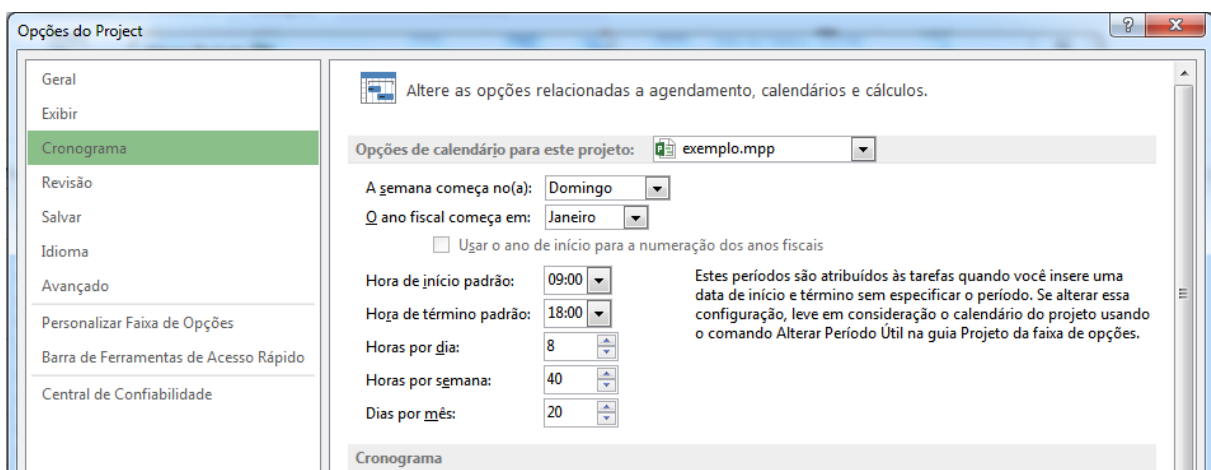 Opções do Project
Geral
Exibir
Cronograma
Revisão
Salvar
Idioma
Avançado
Personalizar Faixa de Opções
Barra de Ferramentas de Acesso Rápido
Central de Confiabilidade
Altere as opções relacionadas a agendamento, calendários e cálculos.
Opções de calendário para este projeto: exemplo.mpp
A semana começa no(a): Domingo
O ano fiscal começa em: Janeiro
Usar o ano de início para a numeração dos anos fiscais
Hora de início padrão: 09:00
Hora de término padrão: 18:00
Horas por dia: 8
Horas por semana: 40
Dias por mês: 20
Estes períodos são atribuídos às tarefas quando você insere uma
data de início e término sem especificar o período. Se alterar essa
configuração, leve em consideração o calendário do projeto usando
o comando Alterar Período Útil na guia Projeto da faixa de opções.
Cronograma